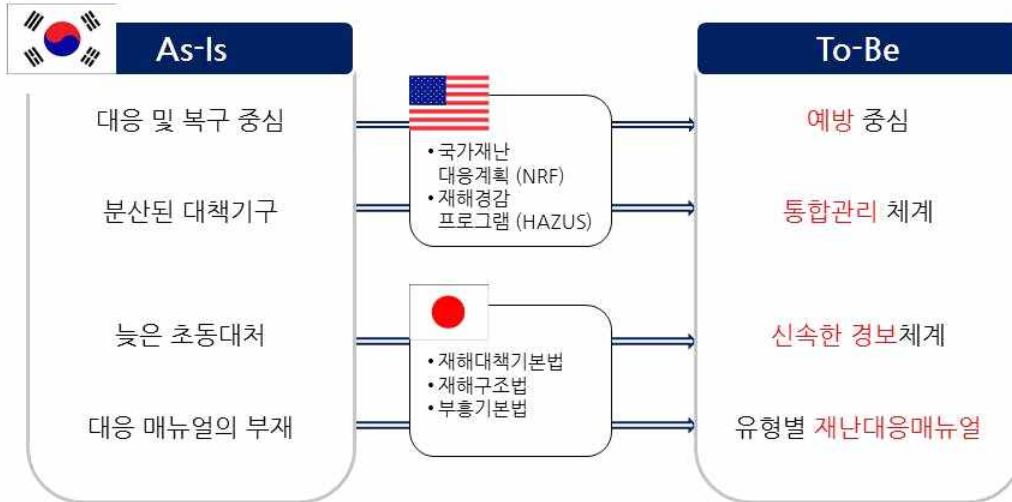 As-Is
대응 및 복구 중심
분산된 대책기구
늦은 초동대처
대응 매뉴얼의 부재
• 국가재난
대응계획 (NRF)
• 재해경감
프로그램 (HAZUS)
• 재해대책기본법
• 재해구조법
• 부흥기본법
To-Be
예방 중심
통합관리 체계
신속한 경보체계
유형별 재난대응매뉴얼